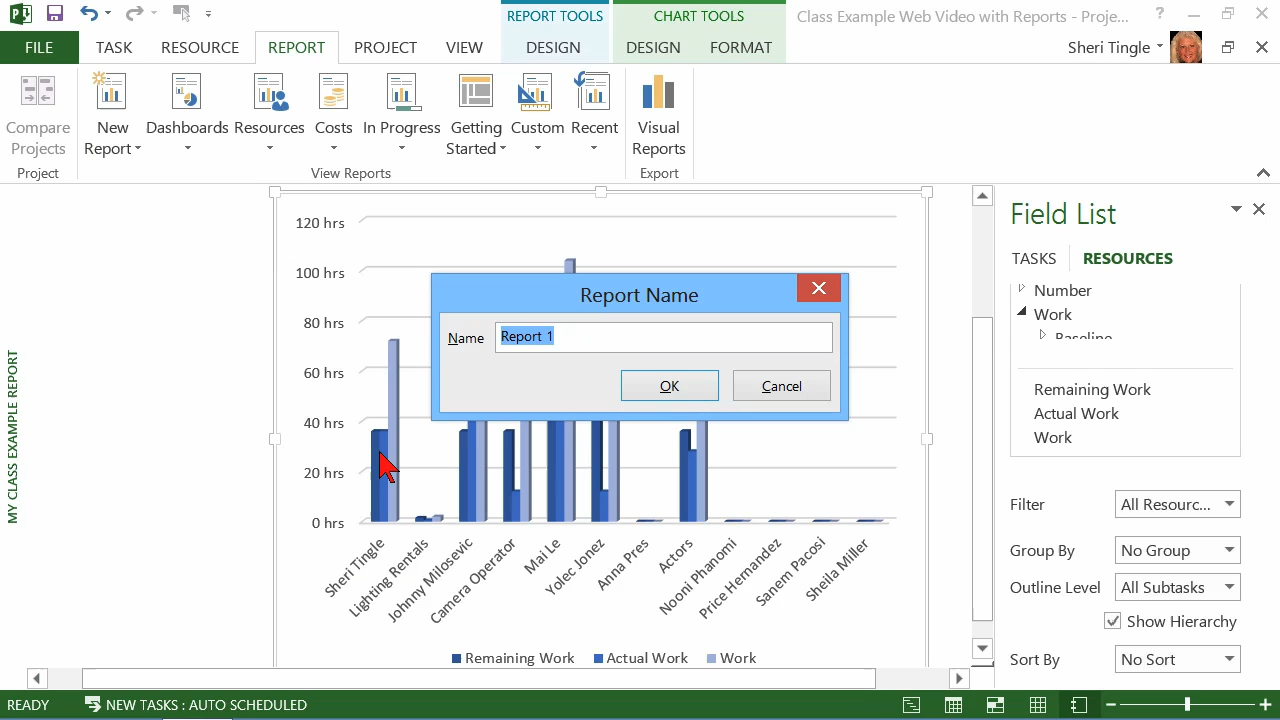 REPORT TOOLS
CHART TOOLS
Class Example Web Video with Reports - Proje...
FILE
TASK
RESOURCE
REPORT
PROJECT
VIEW
DESIGN
DESIGN
FORMAT
Sheri Tingle
Compare Projects
New Report
Dashboards
Resources
Costs
In Progress
Getting Started
Custom
Recent
Visual Reports
Project
View Reports
Export
MY CLASS EXAMPLE REPORT
120 hrs
100 hrs
80 hrs
60 hrs
40 hrs
20 hrs
0 hrs
Sheri Tingle
Lighting Rentals
Johnny Milosevic
Camera Operator
Mai Le
Yolec Jonez
Anna Pres
Actors
Nooni Phanomi
Price Hernandez
Sanem Pacosi
Sheila Miller
Remaining Work
Actual Work
Work
Report Name
Name
Report 1
OK
Cancel
Field List
TASKS
RESOURCES
Number
Work
Baseline
Remaining Work
Actual Work
Work
Filter
All Resourc...
Group By
No Group
Outline Level
All Subtasks
Show Hierarchy
Sort By
No Sort
READY
NEW TASKS : AUTO SCHEDULED